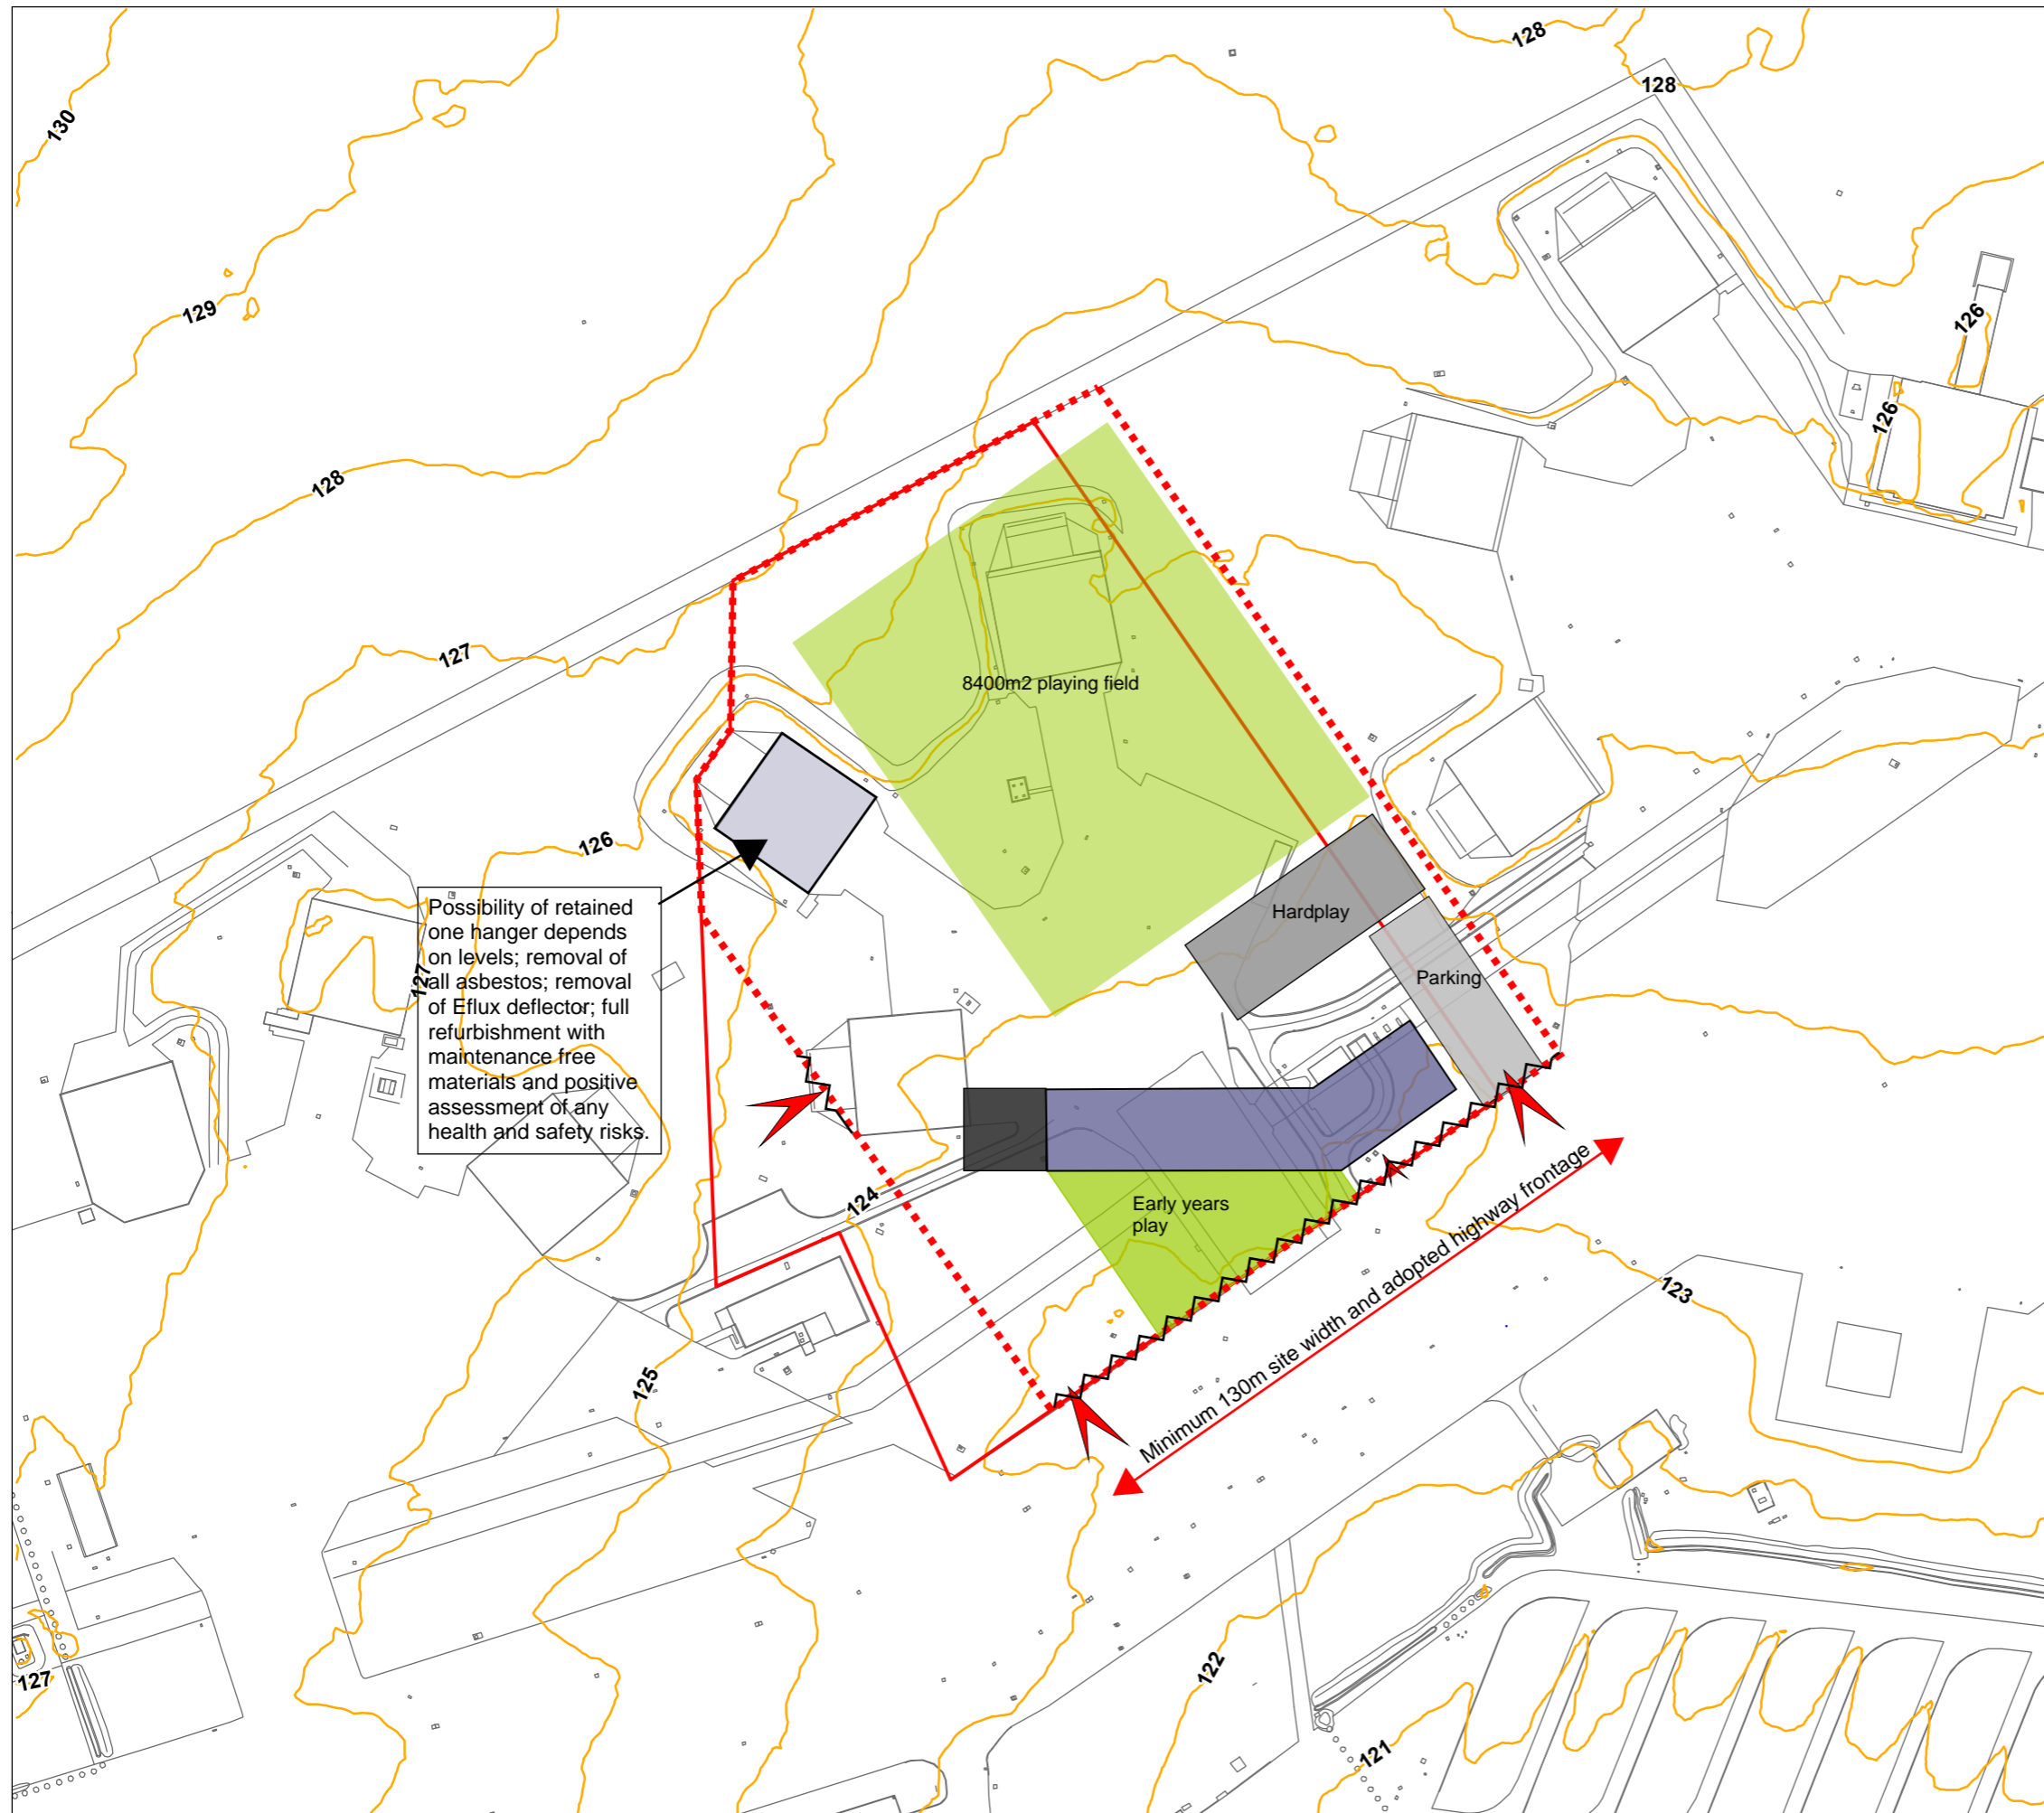 128
128
130
126
129
126
128
127
8400m2 playing field
126
Possibility of retained
one hanger depends
on levels; removal of
all asbestos; removal
of Eflux deflector; full
refurbishment with
maintenance free
materials and positive
assessment of any
health and safety risks.
127
Hardplay
Parking
124
Early years
play
Minimum 130m site width and adopted highway frontage
123
125
122
127
121